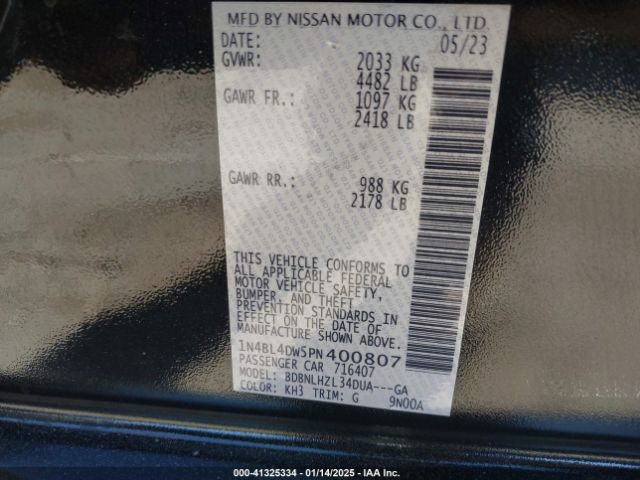 MFD BY NISSAN MOTOR CO., LTD.
DATE: 05/23
GVWR: 2033 KG
4482 LB
GAWR FR.: 1097 KG
2418 LB
GAWR RR.: 988 KG
2178 LB
THIS VEHICLE CONFORMS TO
ALL APPLICABLE FEDERAL
MOTOR VEHICLE SAFETY,
BUMPER, AND THEFT
PREVENTION STANDARDS IN
EFFECT ON THE DATE OF
MANUFACTURE SHOWN ABOVE.
1N4BL4DW5PN400807
PASSENGER CAR 716407
MODEL: BDBNLHZL34DUA---GA
COLOR: KH3 TRIM: G 9N00A
000-41325334 - 01/14/2025 - IAA Inc.